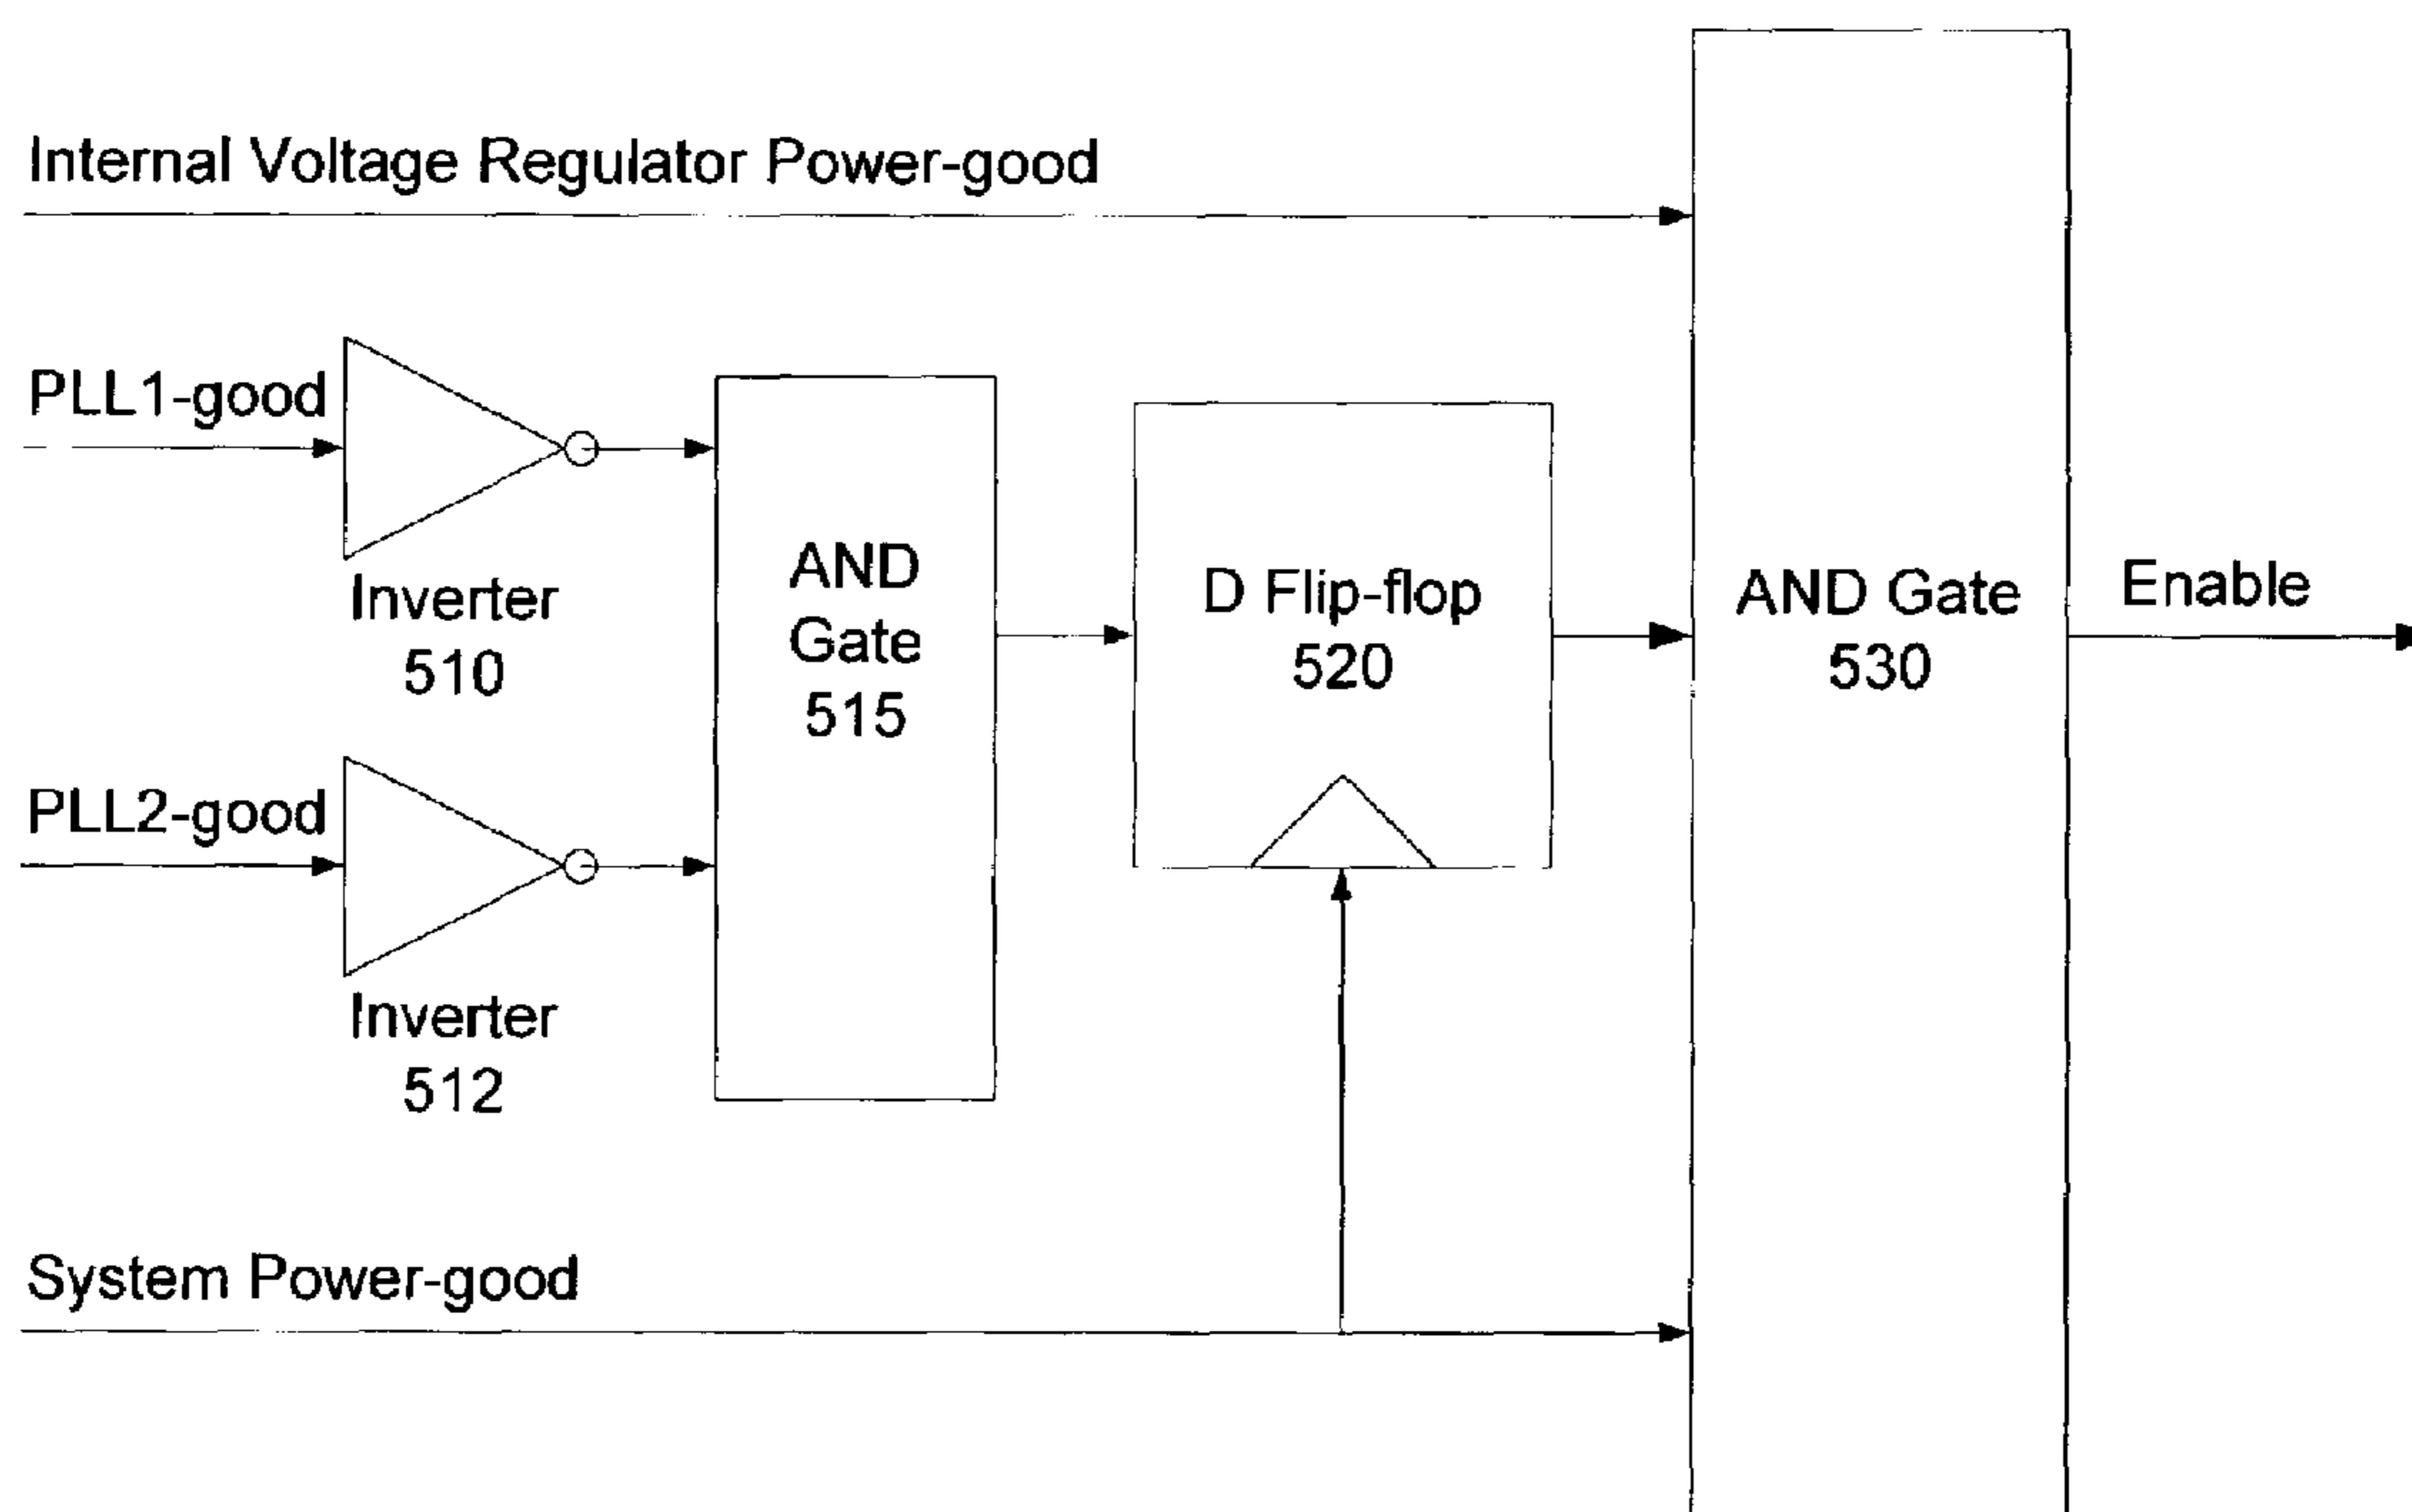 Internal Voltage Regulator Power-good
PLL1-good
Inverter
510
PLL2-good
Inverter
512
AND
Gate
515
D Flip-flop
520
AND Gate
530
Enable
System Power-good